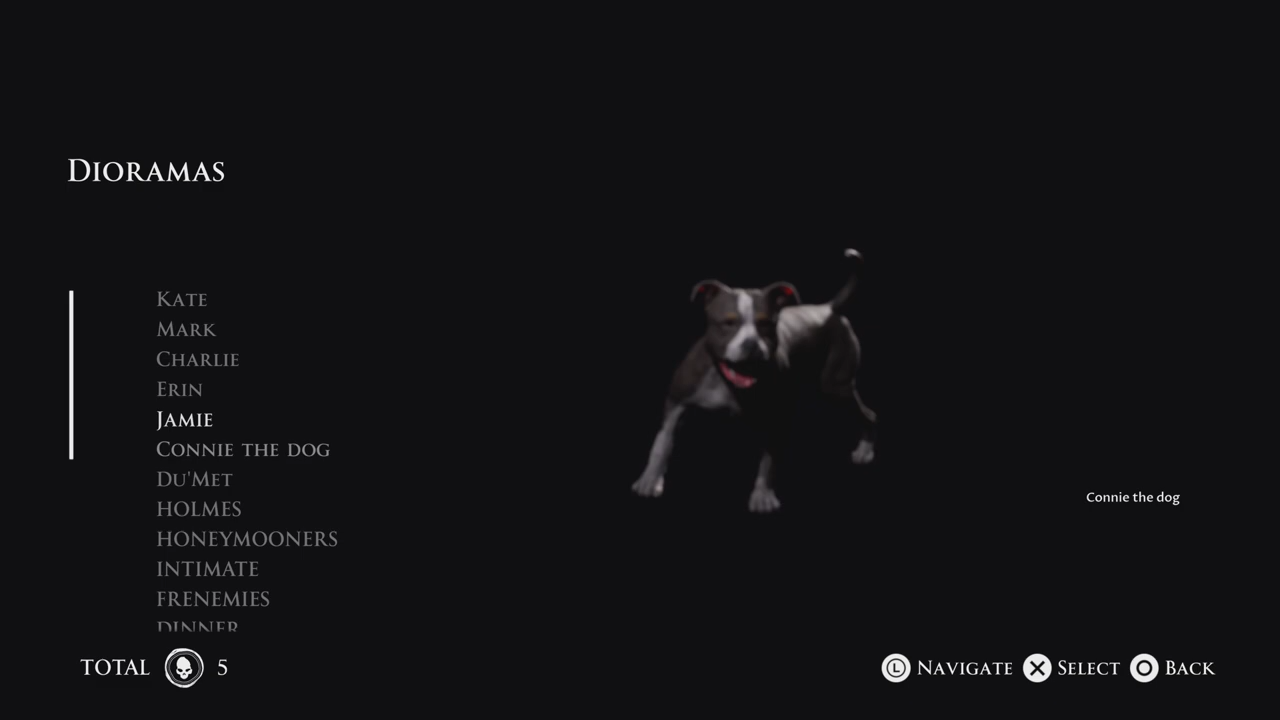 Dioramas
Kate
Mark
Charlie
Erin
Jamie
Connie the dog
Du'Met
HOLMES
HONEYMOONERS
INTIMATE
FRENEMIES
DINNER
Connie the dog
TOTAL 5
L Navigate Select Back